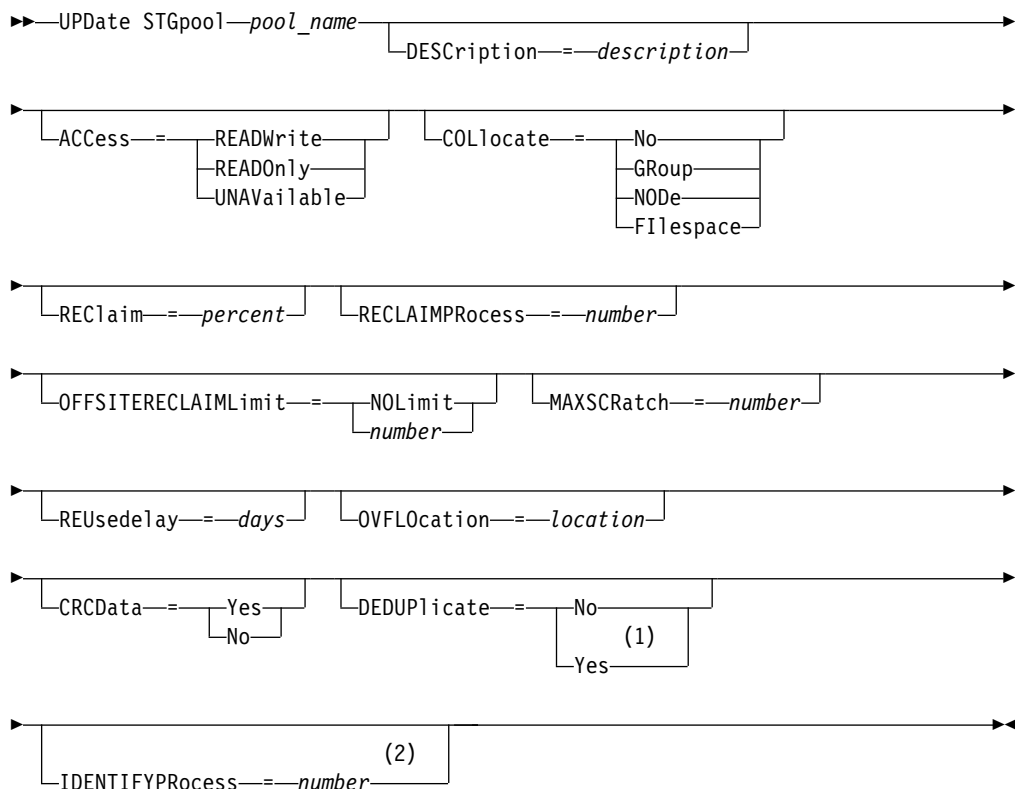 UPDate STGpool pool_name
DESCription = description
ACCess = READWrite
READOnly
UNAVailable
COLlocate = No
GRoup
NODe
FIlespace
REClaim = percent
RECLAIMPRocess = number
OFFSITERECLAIMLimit = NOLimit
number
MAXSCRatch = number
REUsedelay = days
OVFLOcation = location
CRCData = Yes
No
DEDUPlicate = No
(1)
Yes
(2)
IDENTIFYPRocess = number